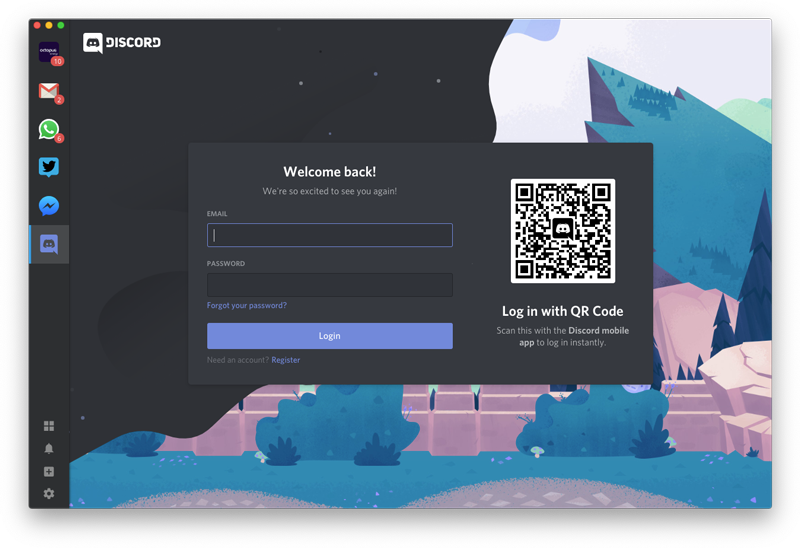 DISCORD
octopus
10
2
6
Welcome back!
We're so excited to see you again!
EMAIL
PASSWORD
Forgot your password?
Login
Need an account? Register
Log in with QR Code
Scan this with the Discord mobile
app to log in instantly.